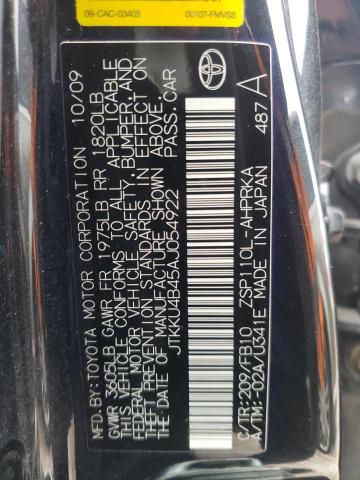 09-CAC-03405 00107-FMVSS
MFD.BY:TOYOTA MOTOR CORPORATION 10/09
GVWR 3605LB GAWR FR 1975LB RR 1820LB
THIS VEHICLE CONFORMS TO ALL APPLICABLE
FEDERAL MOTOR VEHICLE SAFETY, BUMPER, AND
THEFT PREVENTION STANDARDS IN EFFECT ON
THE DATE OF MANUFACTURE SHOWN ABOVE.
JTKKU4B45AJ054922 PASS.CAR
C/TR:209/FB10 ZSP110L-AHPRKA
A/TM:-02A/U341E MADE IN JAPAN 487 A